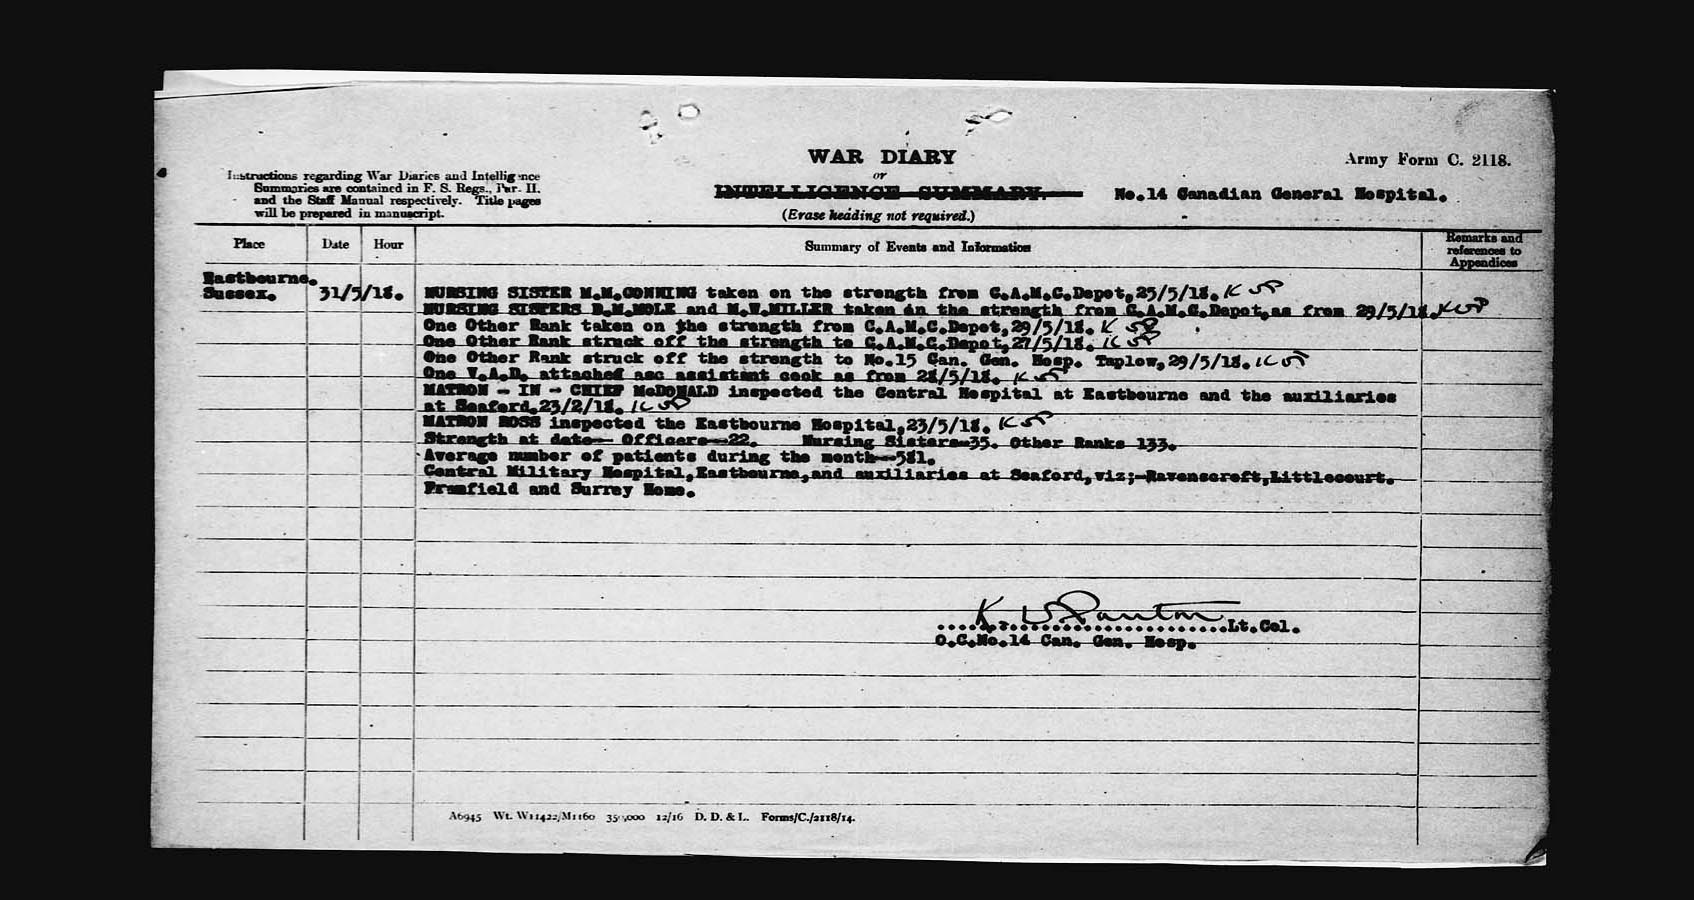 WAR DIARY
Army Form C. 2118.
or
Instructions regarding War Diaries and Intelligence
Summaries are contained in F. S. Regs., Par. II.
and the Staff Manual respectively. Title pages
will be prepared in manuscript.
INTELLIGENCE SUMMARY.
No.14 Canadian General Hospital.
(Erase heading not required.)
Place
Date
Hour
Summary of Events and Information
Remarks and
references to
Appendices
Eastbourne.
Sussex.
31/5/18.
NURSING SISTER M.M.CONNING taken on the strength from C.A.M.C.Depot,25/5/18. KVP
NURSING SISTERS D.M.MOLE and M.W.MILLER taken on the strength from C.A.M.C.Depot,as from 29/5/18. KVP
One Other Rank taken on the strength from C.A.M.C.Depot,29/5/18. KVP
One Other Rank struck off the strength to C.A.M.C.Depot,27/5/18. KVP
One Other Rank struck off the strength to No.15 Can. Gen. Hosp. Taplow,29/5/18. KVP
One V.A.D. attached asc assistant cook as from 28/5/18. KVP
MATRON - IN - CHIEF McDONALD inspected the Central Hospital at Eastbourne and the auxiliaries
at Seaford,23/2/18. KVP
MATRON ROSS inspected the Eastbourne Hospital,23/5/18. KVP
Strength at date- Officers-22. Nursing Sisters-35. Other Ranks 133.
Average number of patients during the month-581.
Central Military Hospital,Eastbourne,and auxiliaries at Seaford,viz;-Ravenscroft,Littlecourt.
Framfield and Surrey Home.
K. V. Panton Lt.Col.
O.C.No.14 Can. Gen. Hosp.
A6945 Wt. W11422/M1160 35,000 12/16 D. D. & L. Forms/C./2118/14.